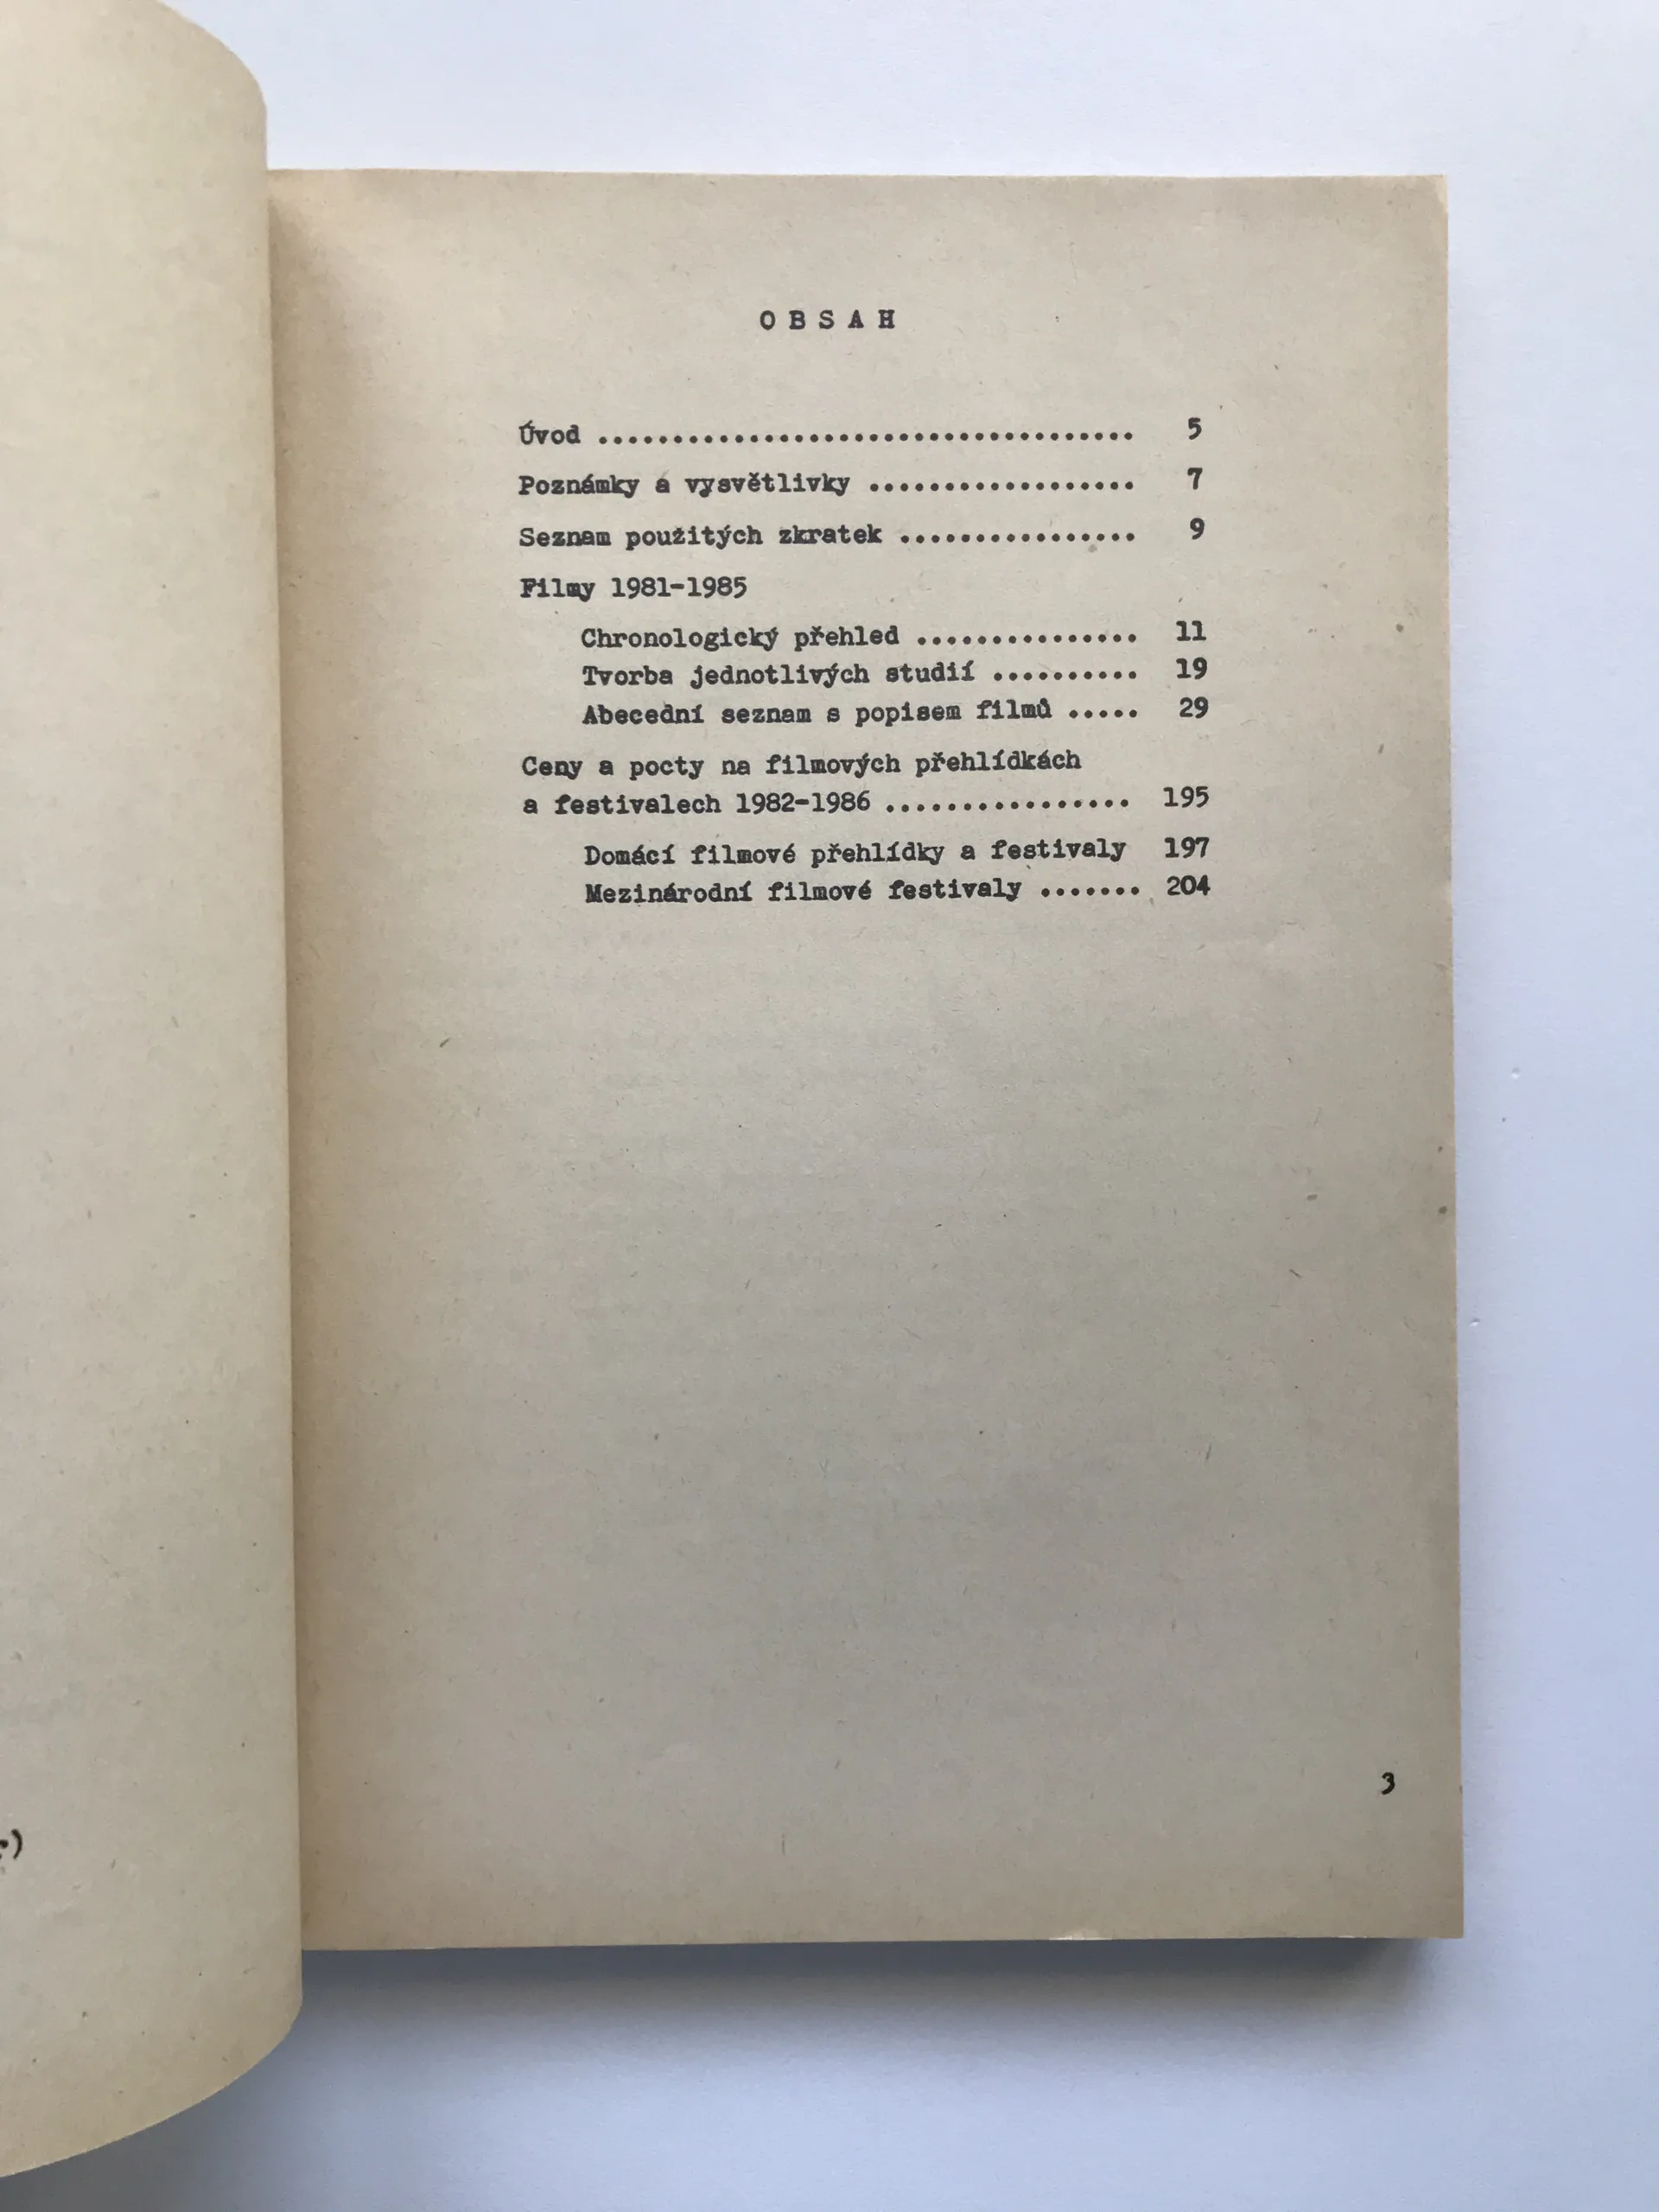 O B S A H
Úvod .................................... 5
Poznámky a vysvětlivky .................. 7
Seznam použitých zkratek ................ 9
Filmy 1981-1985
Chronologický přehled ............... 11
Tvorba jednotlivých studií .......... 19
Abecední seznam s popisem filmů ..... 29
Ceny a pocty na filmových přehlídkách
a festivalech 1982-1986 ................ 195
Domácí filmové přehlídky a festivaly 197
Mezinárodní filmové festivaly ....... 204
3